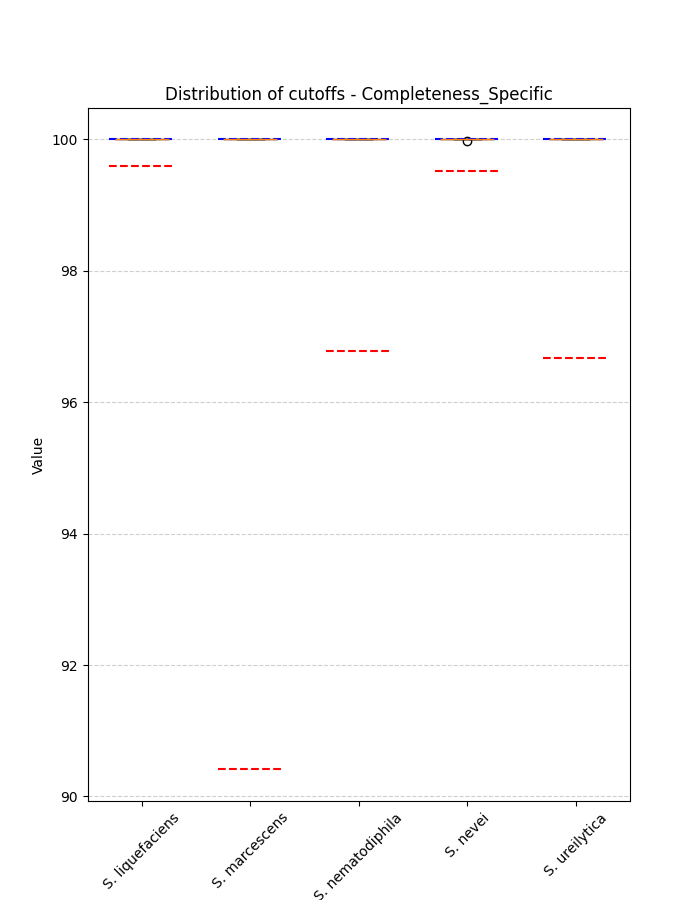 Distribution of cutoffs - Completeness_Specific
100
98
96
94
92
90
Value
S. liquefaciens
S. marcescens
S. nematodiphila
S. nevei
S. ureilytica